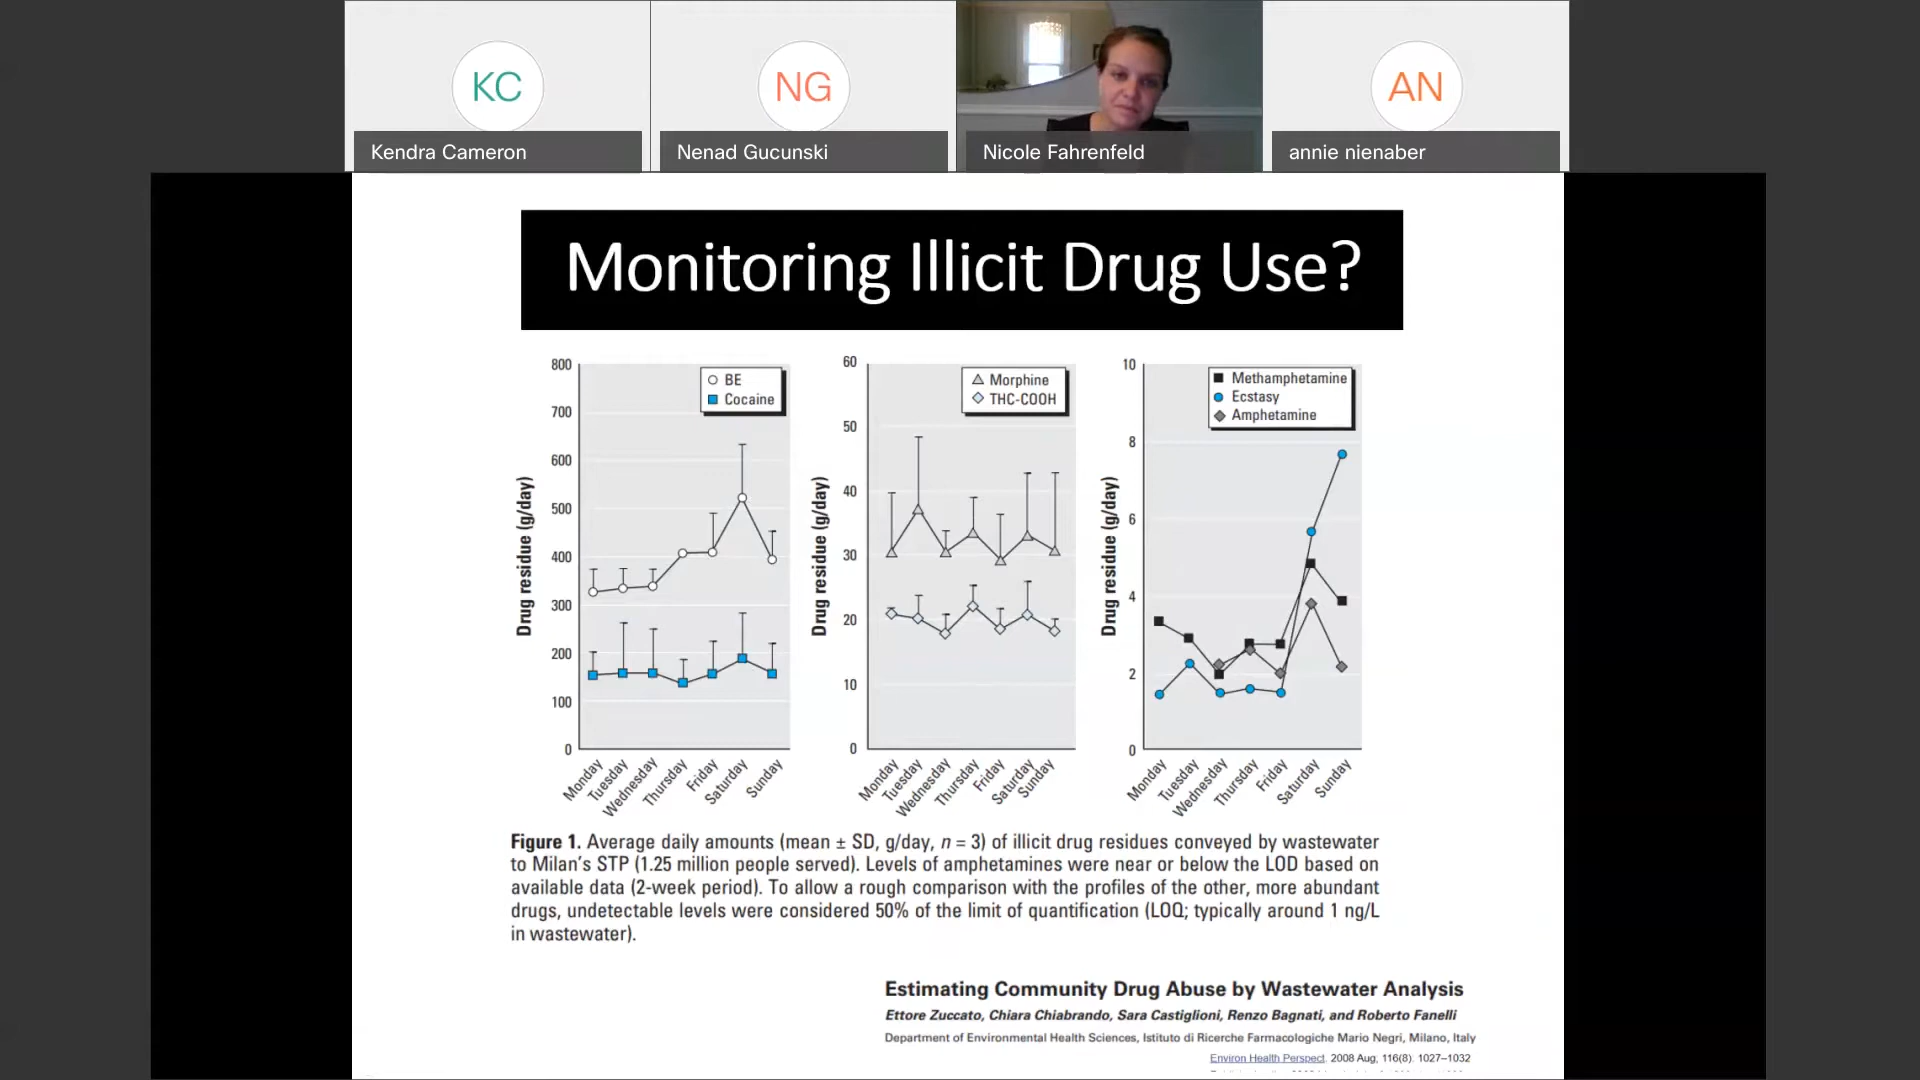 KC
NG
AN
Kendra Cameron
Nenad Gucunski
Nicole Fahrenfeld
annie nienaber
Monitoring Illicit Drug Use?
800
700
600
500
400
300
200
100
0
Drug residue (g/day)
BE
Cocaine
Monday
Tuesday
Wednesday
Thursday
Friday
Saturday
Sunday
60
50
40
30
20
10
0
Drug residue (g/day)
Morphine
THC-COOH
Monday
Tuesday
Wednesday
Thursday
Friday
Saturday
Sunday
10
8
6
4
2
0
Drug residue (g/day)
Methamphetamine
Ecstasy
Amphetamine
Monday
Tuesday
Wednesday
Thursday
Friday
Saturday
Sunday
Figure 1. Average daily amounts (mean ± SD, g/day, n = 3) of illicit drug residues conveyed by wastewater
to Milan's STP (1.25 million people served). Levels of amphetamines were near or below the LOD based on
available data (2-week period). To allow a rough comparison with the profiles of the other, more abundant
drugs, undetectable levels were considered 50% of the limit of quantification (LOQ; typically around 1 ng/L
in wastewater).
Estimating Community Drug Abuse by Wastewater Analysis
Ettore Zuccato, Chiara Chiabrando, Sara Castiglioni, Renzo Bagnati, and Roberto Fanelli
Department of Environmental Health Sciences, Istituto di Ricerche Farmacologiche Mario Negri, Milano, Italy
Environ Health Perspect. 2008 Aug; 116(8): 1027–1032